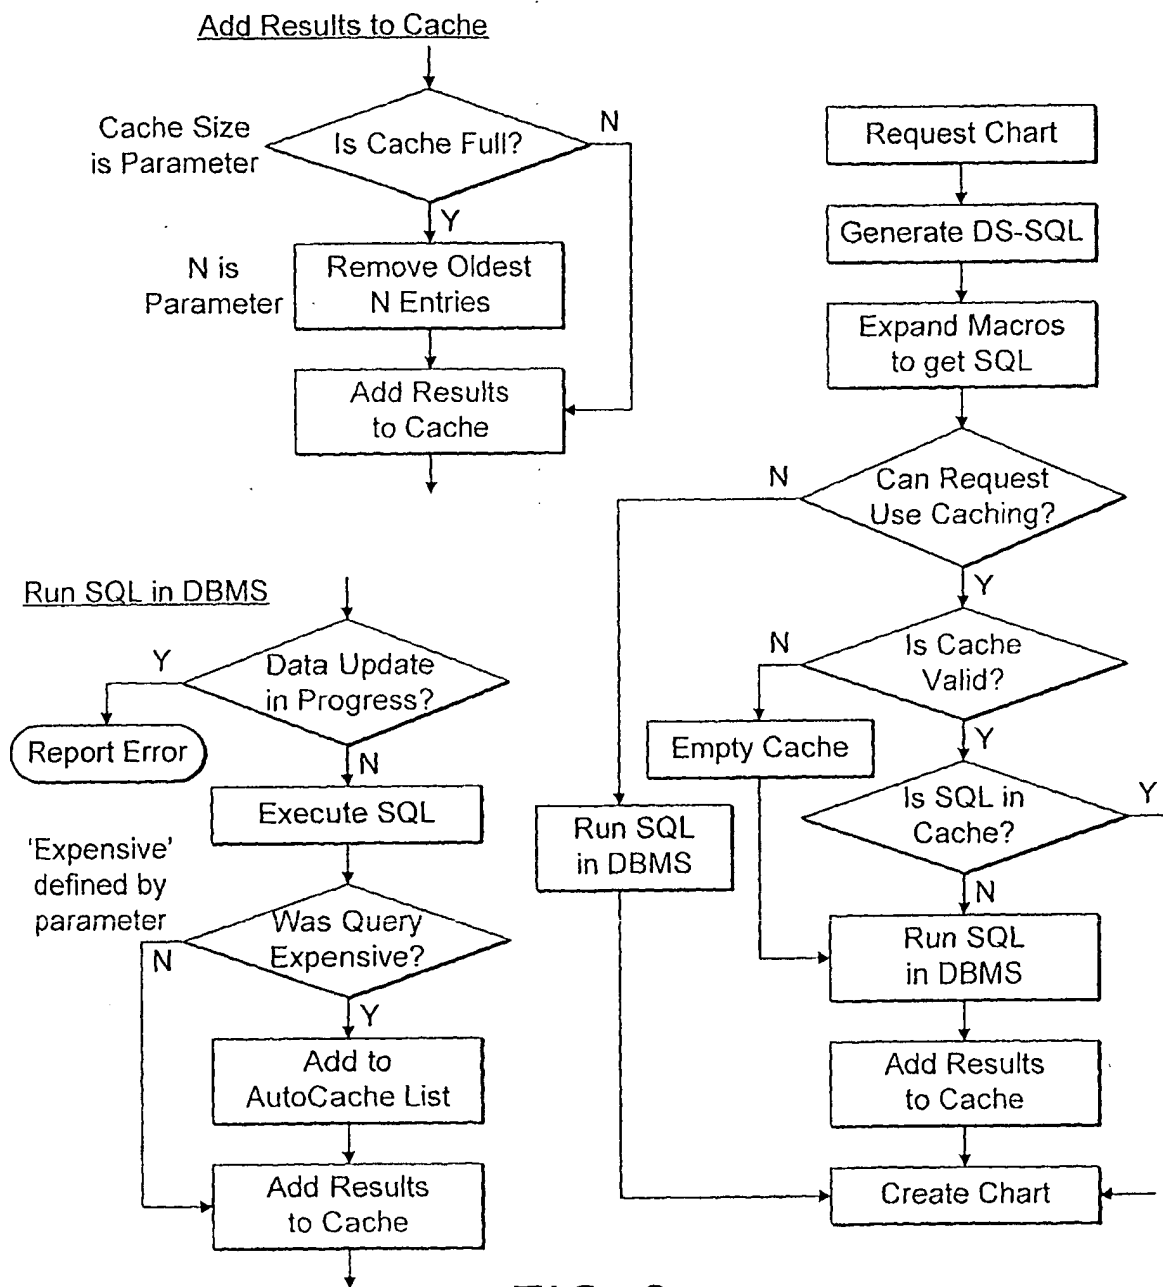 Add Results to Cache
Cache Size
is Parameter
Is Cache Full?
N
Y
N is
Parameter
Remove Oldest
N Entries
Add Results
to Cache
Run SQL in DBMS
Data Update
in Progress?
Y
Report Error
N
Execute SQL
'Expensive'
defined by
parameter
Was Query
Expensive?
N
Y
Add to
AutoCache List
Add Results
to Cache
Request Chart
Generate DS-SQL
Expand Macros
to get SQL
Can Request
Use Caching?
N
Y
Is Cache
Valid?
N
Y
Empty Cache
Is SQL in
Cache?
Y
N
Run SQL
in DBMS
Run SQL
in DBMS
Add Results
to Cache
Create Chart